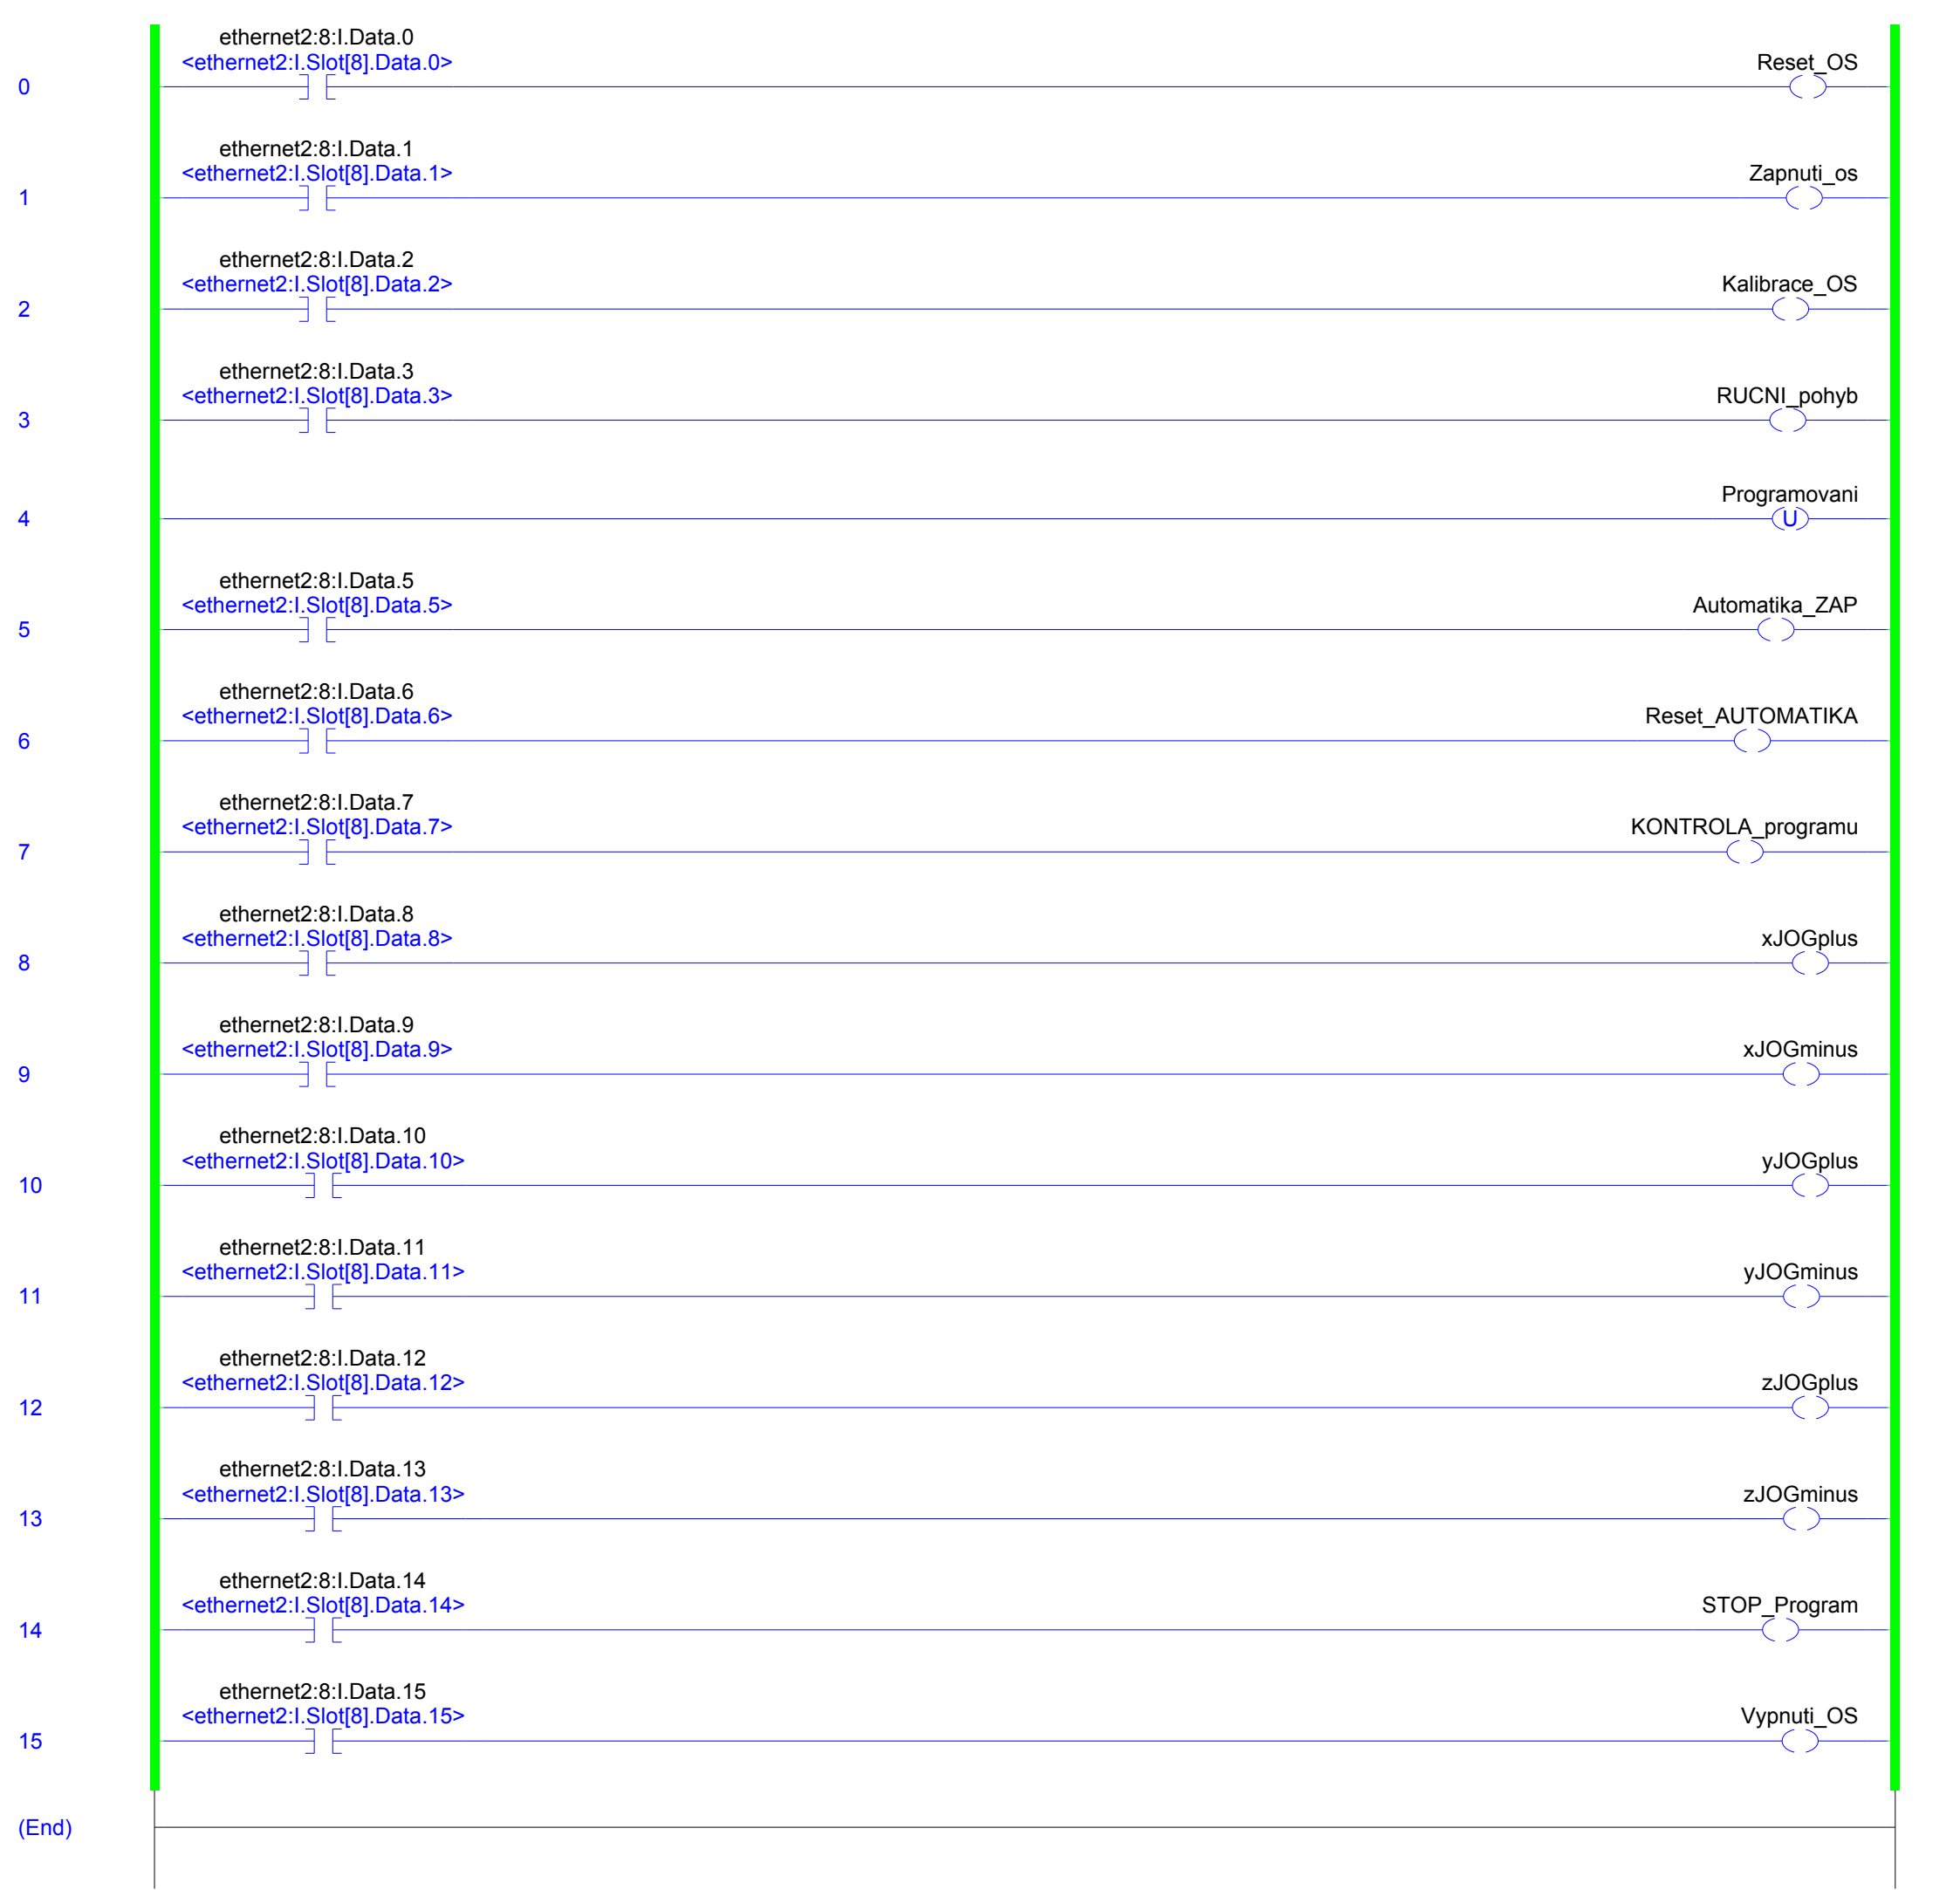 ethernet2:8:I.Data.0
<ethernet2:I.Slot[8].Data.0>
Reset_OS
0
ethernet2:8:I.Data.1
<ethernet2:I.Slot[8].Data.1>
Zapnuti_os
1
ethernet2:8:I.Data.2
<ethernet2:I.Slot[8].Data.2>
Kalibrace_OS
2
ethernet2:8:I.Data.3
<ethernet2:I.Slot[8].Data.3>
RUCNI_pohyb
3
Programovani
4
U
ethernet2:8:I.Data.5
<ethernet2:I.Slot[8].Data.5>
Automatika_ZAP
5
ethernet2:8:I.Data.6
<ethernet2:I.Slot[8].Data.6>
Reset_AUTOMATIKA
6
ethernet2:8:I.Data.7
<ethernet2:I.Slot[8].Data.7>
KONTROLA_programu
7
ethernet2:8:I.Data.8
<ethernet2:I.Slot[8].Data.8>
xJOGplus
8
ethernet2:8:I.Data.9
<ethernet2:I.Slot[8].Data.9>
xJOGminus
9
ethernet2:8:I.Data.10
<ethernet2:I.Slot[8].Data.10>
yJOGplus
10
ethernet2:8:I.Data.11
<ethernet2:I.Slot[8].Data.11>
yJOGminus
11
ethernet2:8:I.Data.12
<ethernet2:I.Slot[8].Data.12>
zJOGplus
12
ethernet2:8:I.Data.13
<ethernet2:I.Slot[8].Data.13>
zJOGminus
13
ethernet2:8:I.Data.14
<ethernet2:I.Slot[8].Data.14>
STOP_Program
14
ethernet2:8:I.Data.15
<ethernet2:I.Slot[8].Data.15>
Vypnuti_OS
15
(End)